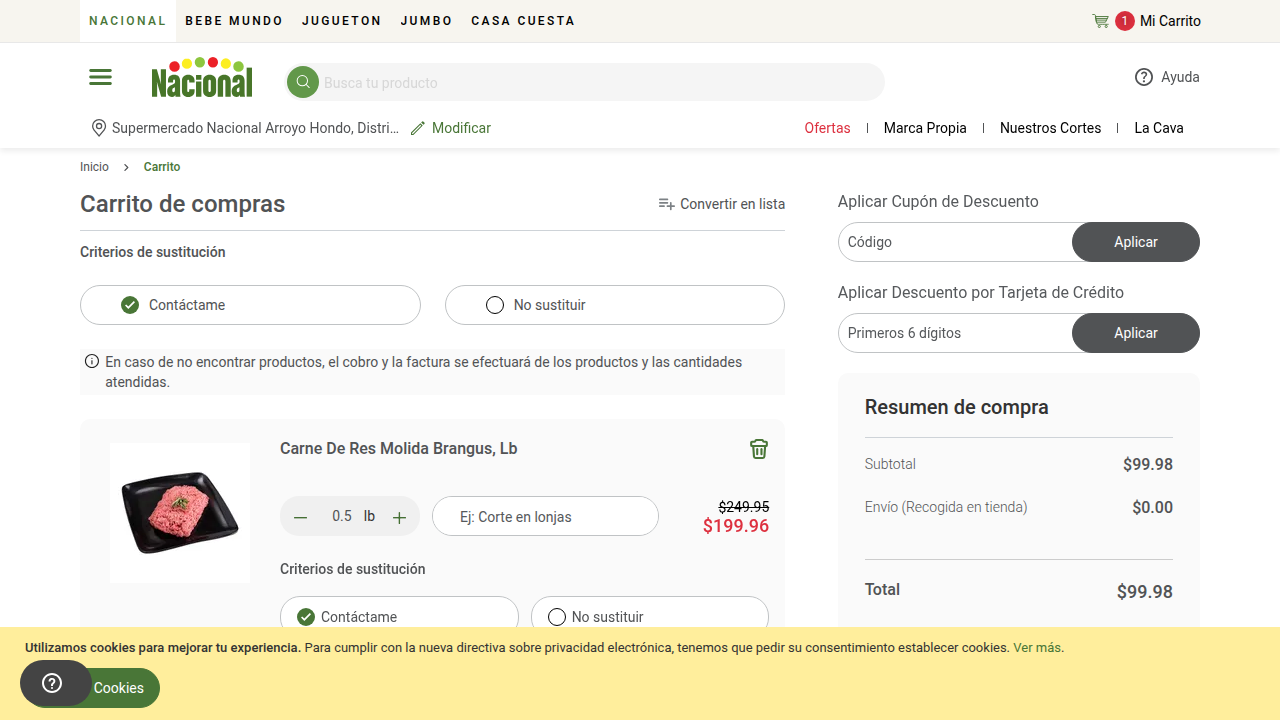 NACIONAL BEBE MUNDO JUGUETON JUMBO CASA CUESTA 1 Mi Carrito
Nacional Busca tu producto Ayuda
Supermercado Nacional Arroyo Hondo, Distri... Modificar Ofertas Marca Propia Nuestros Cortes La Cava
Inicio Carrito
Carrito de compras Convertir en lista
Criterios de sustitución
Contáctame No sustituir
En caso de no encontrar productos, el cobro y la factura se efectuará de los productos y las cantidades
atendidas.
Carne De Res Molida Brangus, Lb
0.5 lb Ej: Corte en lonjas $249.95
$199.96
Criterios de sustitución
Contáctame No sustituir
Aplicar Cupón de Descuento
Código Aplicar
Aplicar Descuento por Tarjeta de Crédito
Primeros 6 dígitos Aplicar
Resumen de compra
Subtotal $99.98
Envío (Recogida en tienda) $0.00
Total $99.98
Utilizamos cookies para mejorar tu experiencia. Para cumplir con la nueva directiva sobre privacidad electrónica, tenemos que pedir su consentimiento establecer cookies. Ver más.
Cookies